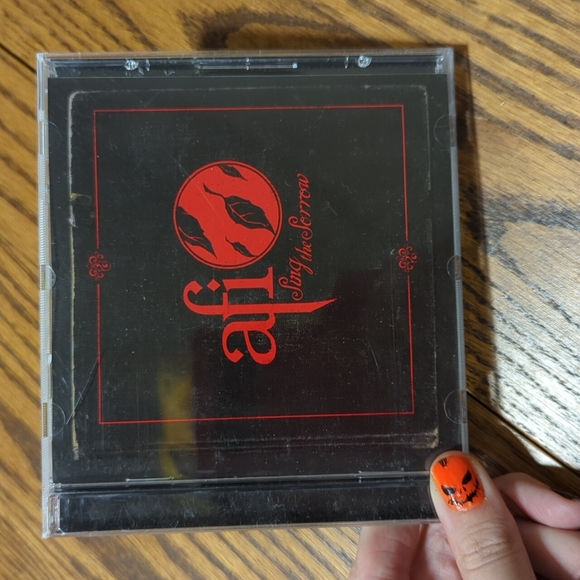 afi
Sing
the Sorrow